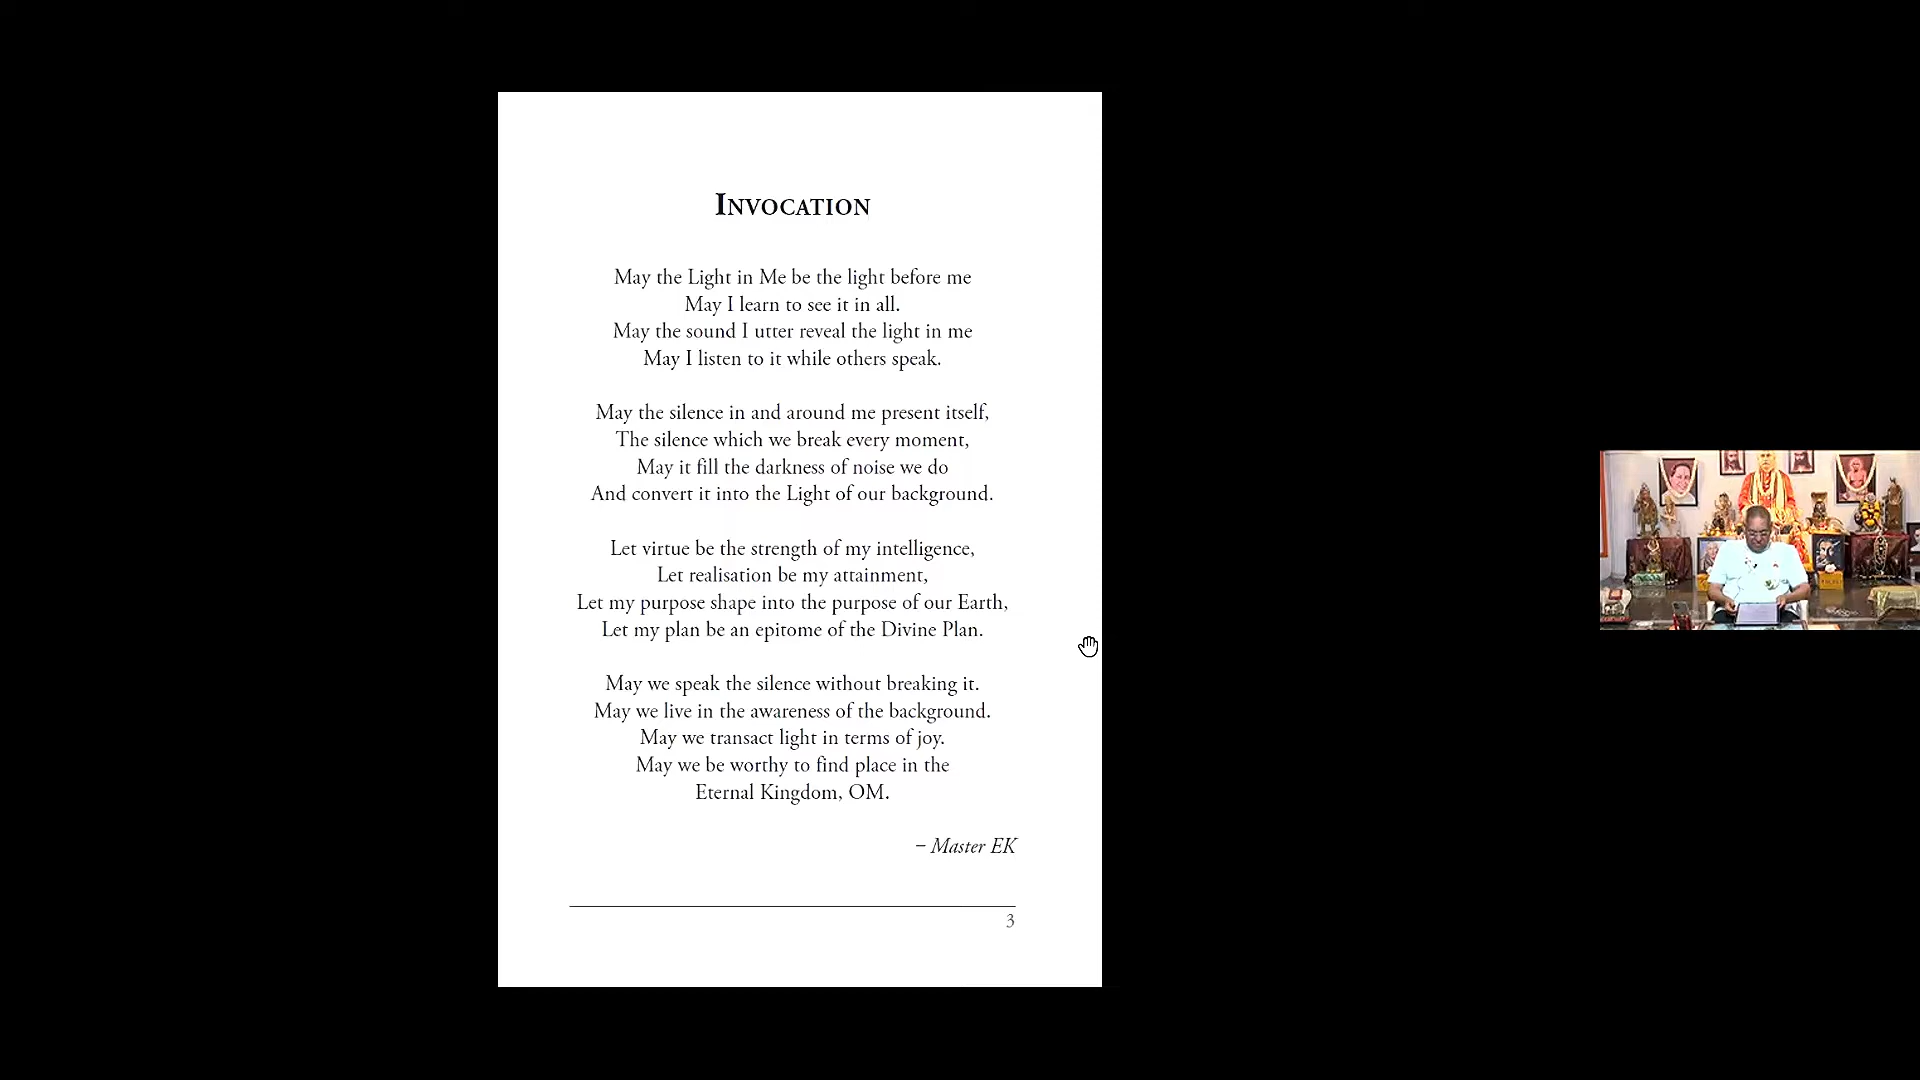 INVOCATION
May the Light in Me be the light before me
May I learn to see it in all.
May the sound I utter reveal the light in me
May I listen to it while others speak.
May the silence in and around me present itself,
The silence which we break every moment,
May it fill the darkness of noise we do
And convert it into the Light of our background.
Let virtue be the strength of my intelligence,
Let realisation be my attainment,
Let my purpose shape into the purpose of our Earth,
Let my plan be an epitome of the Divine Plan.
May we speak the silence without breaking it.
May we live in the awareness of the background.
May we transact light in terms of joy.
May we be worthy to find place in the
Eternal Kingdom, OM.
– Master EK
3